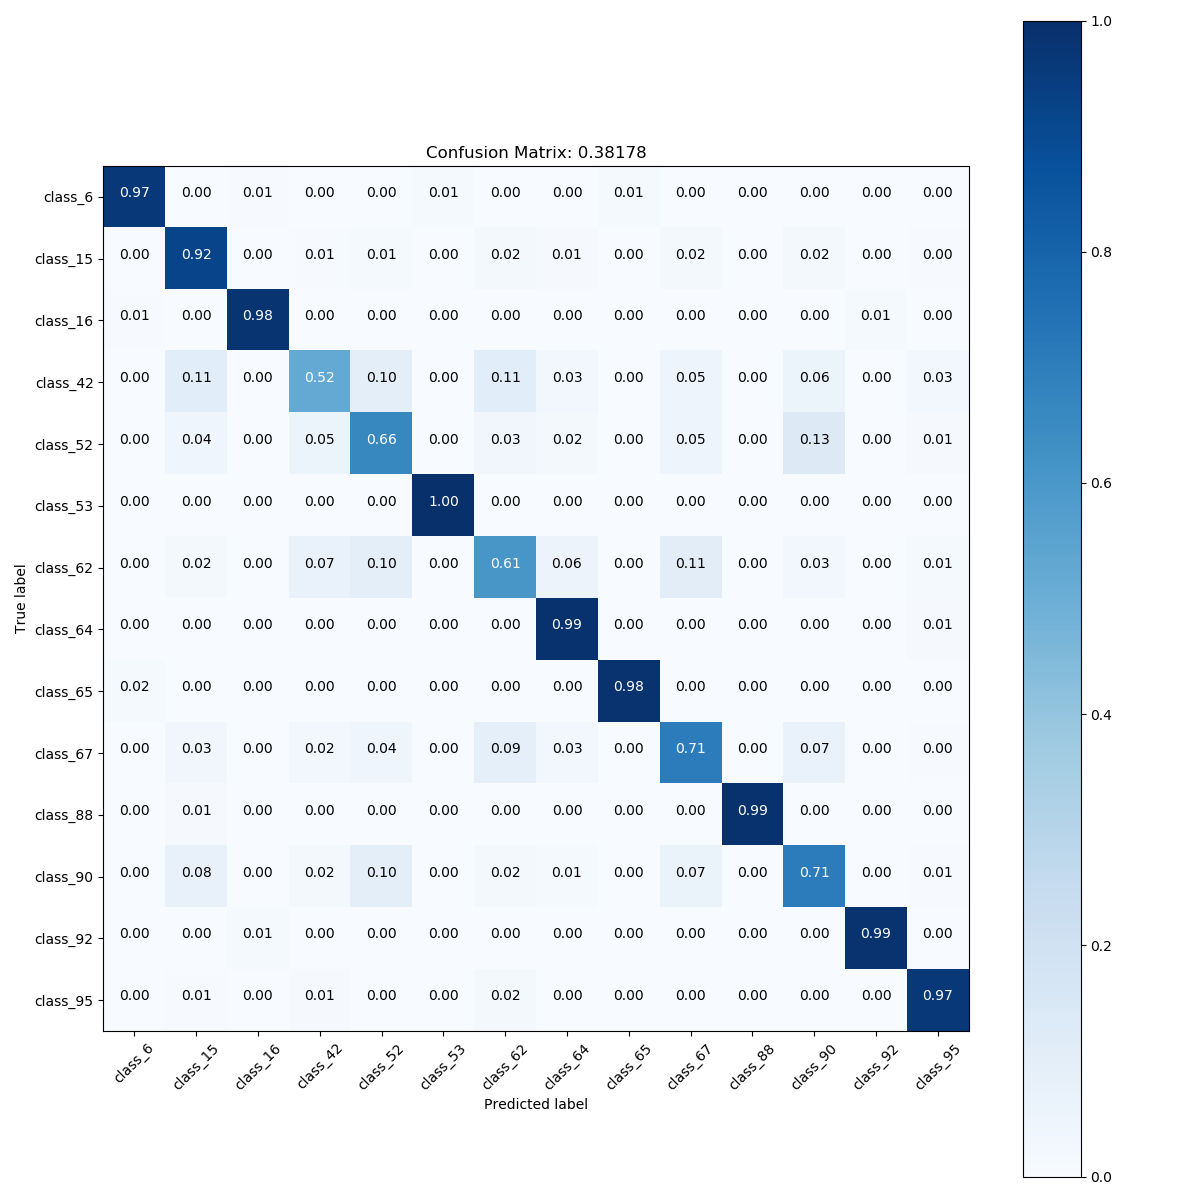 Confusion Matrix: 0.38178
1.0
class_6 0.97 0.00 0.01 0.00 0.00 0.01 0.00 0.00 0.01 0.00 0.00 0.00 0.00 0.00
class_15 0.00 0.92 0.00 0.01 0.01 0.00 0.02 0.01 0.00 0.02 0.00 0.02 0.00 0.00
0.8
class_16 0.01 0.00 0.98 0.00 0.00 0.00 0.00 0.00 0.00 0.00 0.00 0.00 0.01 0.00
class_42 0.00 0.11 0.00 0.52 0.10 0.00 0.11 0.03 0.00 0.05 0.00 0.06 0.00 0.03
class_52 0.00 0.04 0.00 0.05 0.66 0.00 0.03 0.02 0.00 0.05 0.00 0.13 0.00 0.01
0.6
class_53 0.00 0.00 0.00 0.00 0.00 1.00 0.00 0.00 0.00 0.00 0.00 0.00 0.00 0.00
class_62 0.00 0.02 0.00 0.07 0.10 0.00 0.61 0.06 0.00 0.11 0.00 0.03 0.00 0.01
True label
class_64 0.00 0.00 0.00 0.00 0.00 0.00 0.00 0.99 0.00 0.00 0.00 0.00 0.00 0.01
class_65 0.02 0.00 0.00 0.00 0.00 0.00 0.00 0.00 0.98 0.00 0.00 0.00 0.00 0.00
0.4
class_67 0.00 0.03 0.00 0.02 0.04 0.00 0.09 0.03 0.00 0.71 0.00 0.07 0.00 0.00
class_88 0.00 0.01 0.00 0.00 0.00 0.00 0.00 0.00 0.00 0.00 0.99 0.00 0.00 0.00
class_90 0.00 0.08 0.00 0.02 0.10 0.00 0.02 0.01 0.00 0.07 0.00 0.71 0.00 0.01
class_92 0.00 0.00 0.01 0.00 0.00 0.00 0.00 0.00 0.00 0.00 0.00 0.00 0.99 0.00
0.2
class_95 0.00 0.01 0.00 0.01 0.00 0.00 0.02 0.00 0.00 0.00 0.00 0.00 0.00 0.97
class_6 class_15 class_16 class_42 class_52 class_53 class_62 class_64 class_65 class_67 class_88 class_90 class_92 class_95
Predicted label
0.0